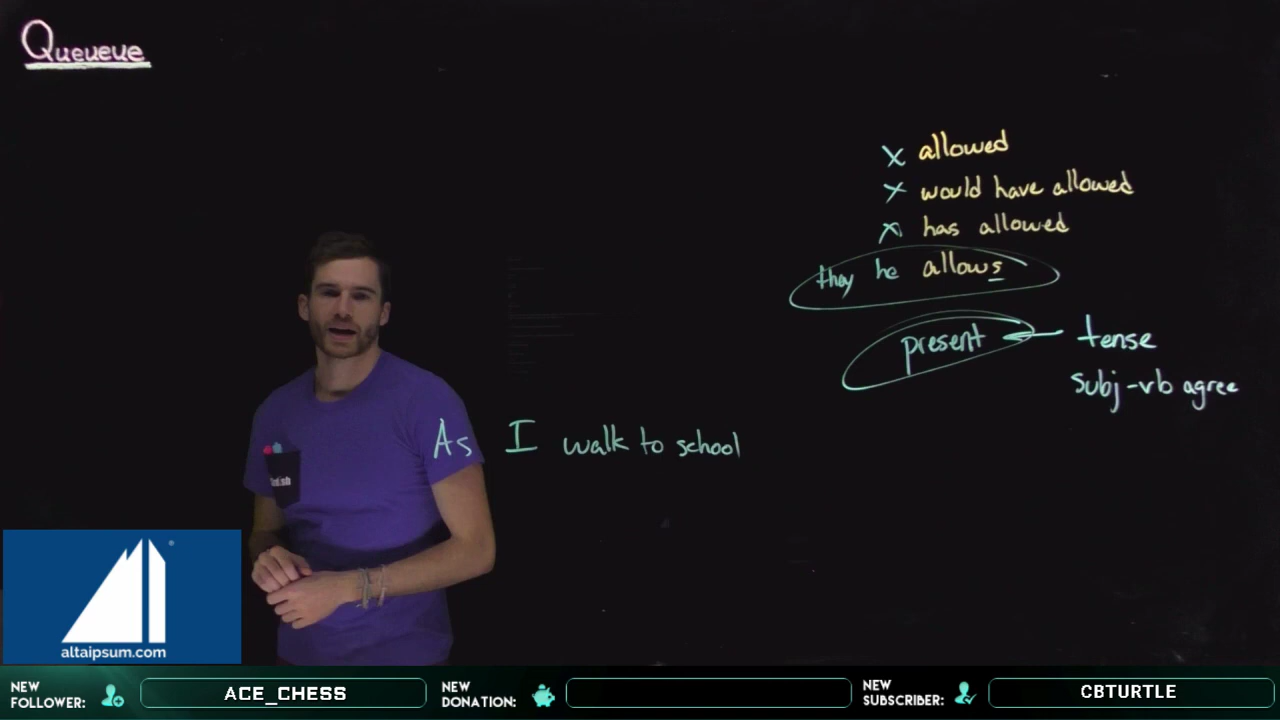 Queueue
x allowed
x would have allowed
x has allowed
they he allows
present
tense
subj-vb agree
As I walk to school
altaipsum.com
NEW FOLLOWER:
ACE_CHESS
NEW DONATION:
NEW SUBSCRIBER:
CBTURTLE